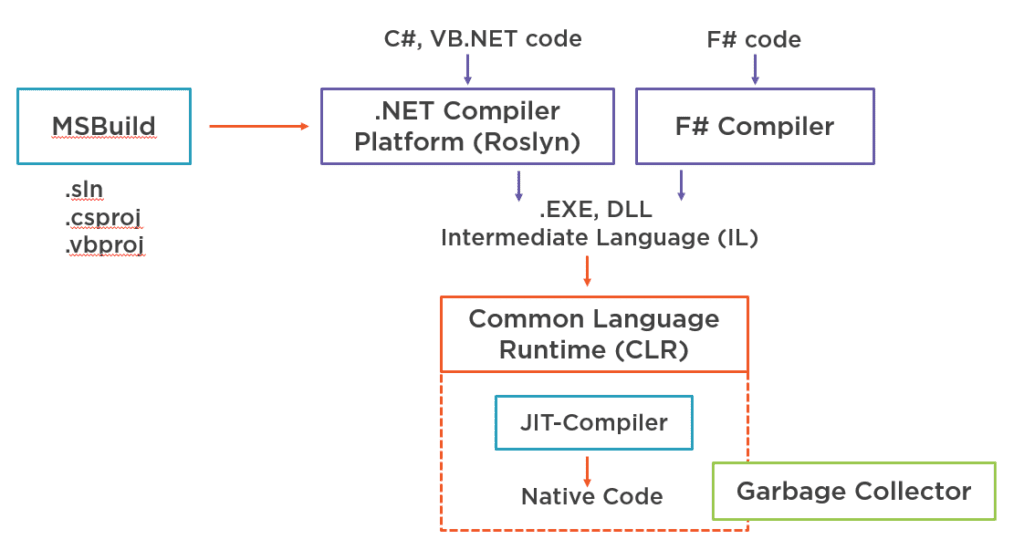 C#, VB.NET code
F# code
MSBuild
.NET Compiler
Platform (Roslyn)
F# Compiler
.sln
.csproj
.vbproj
.EXE, DLL
Intermediate Language (IL)
Common Language
Runtime (CLR)
JIT-Compiler
Native Code
Garbage Collector